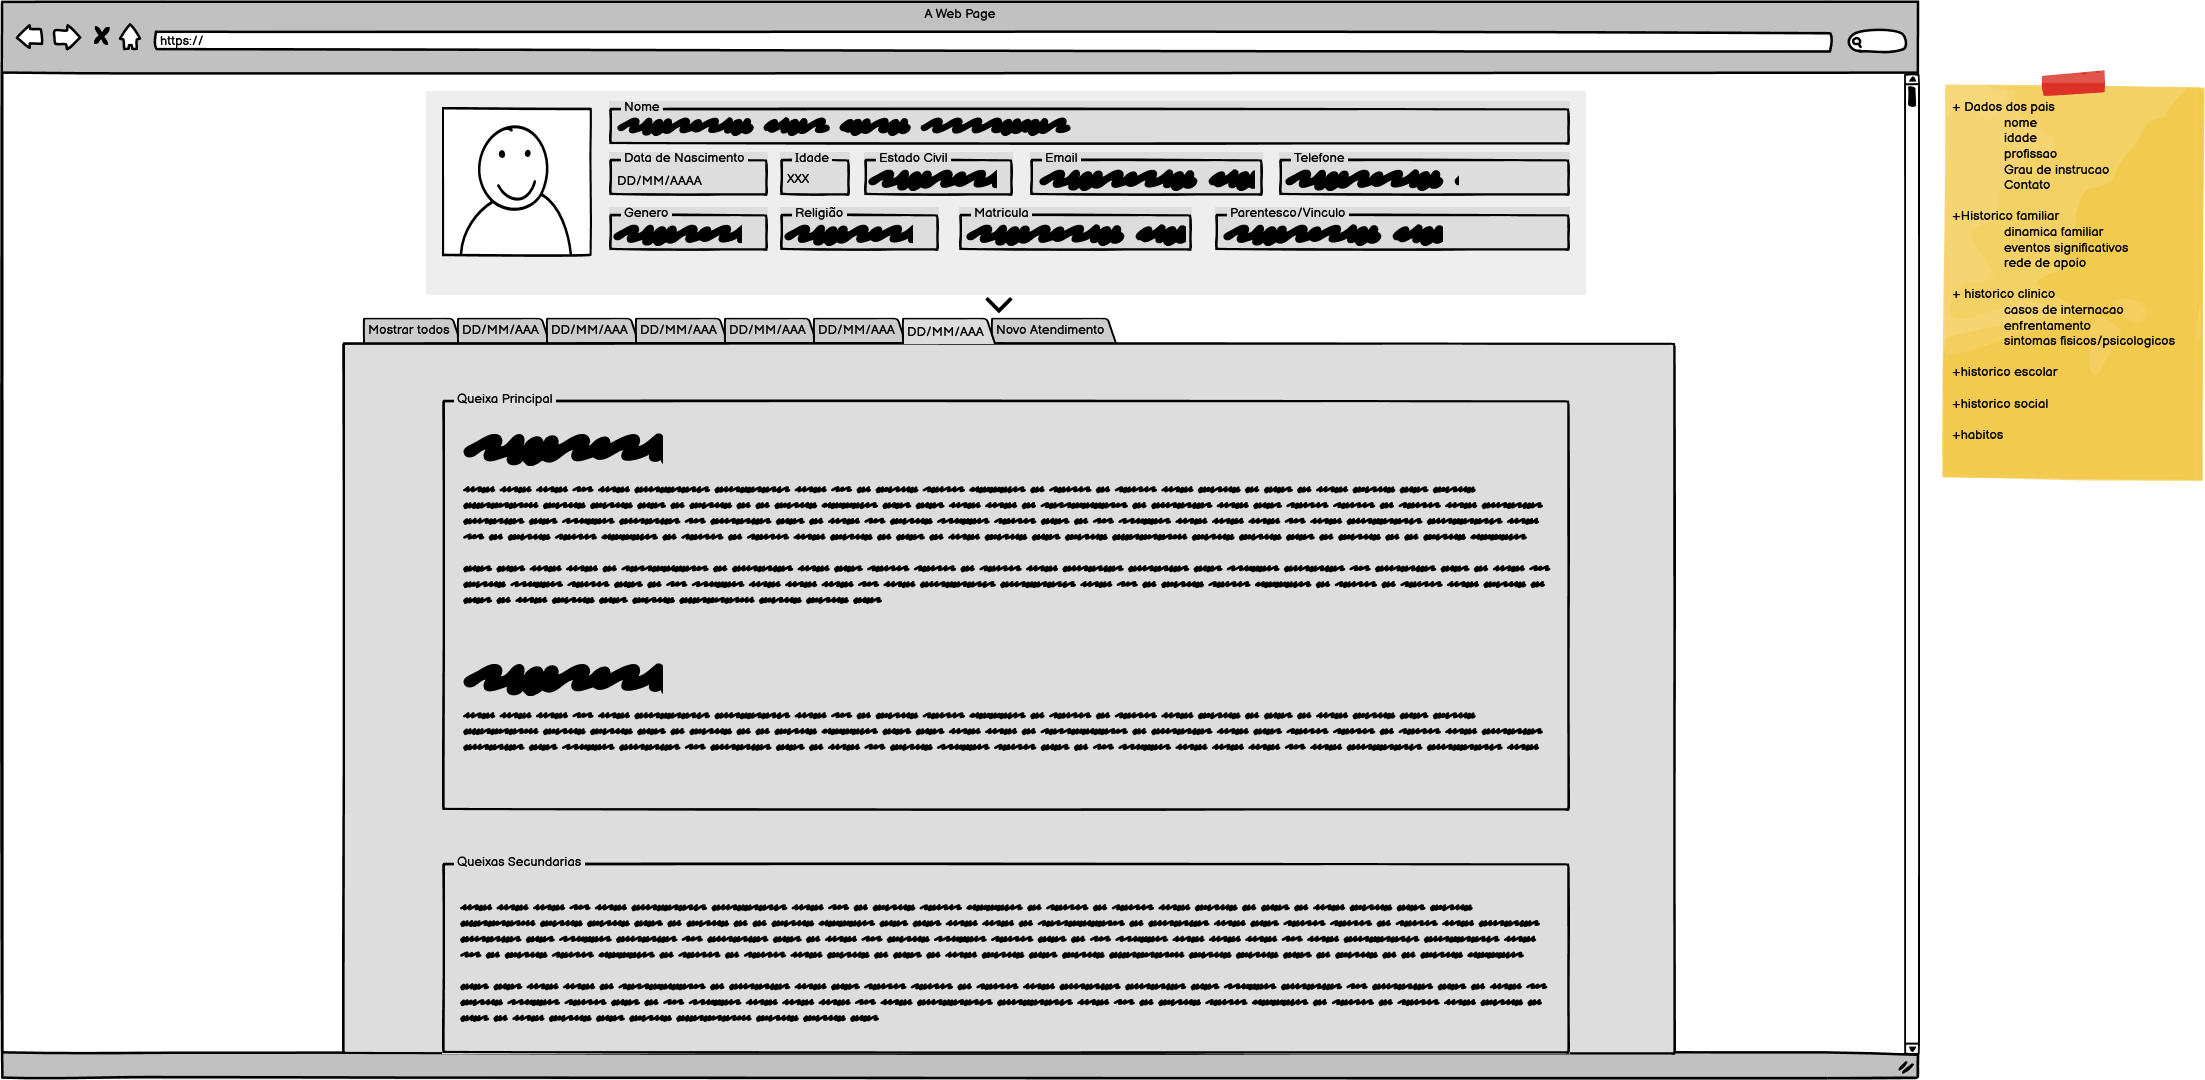 A Web Page
https://
Nome
Data de Nascimento
Idade
Estado Civil
Email
Telefone
DD/MM/AAAA
XXX
Genero
Religião
Matricula
Parentesco/Vinculo
Mostrar todos
DD/MM/AAA
DD/MM/AAA
DD/MM/AAA
DD/MM/AAA
DD/MM/AAA
DD/MM/AAA
Novo Atendimento
Queixa Principal
Queixas Secundarias
+ Dados dos pais
nome
idade
profissao
Grau de instrucao
Contato
+Historico familiar
dinamica familiar
eventos significativos
rede de apoio
+ historico clinico
casos de internacao
enfrentamento
sintomas fisicos/psicologicos
+historico escolar
+historico social
+habitos